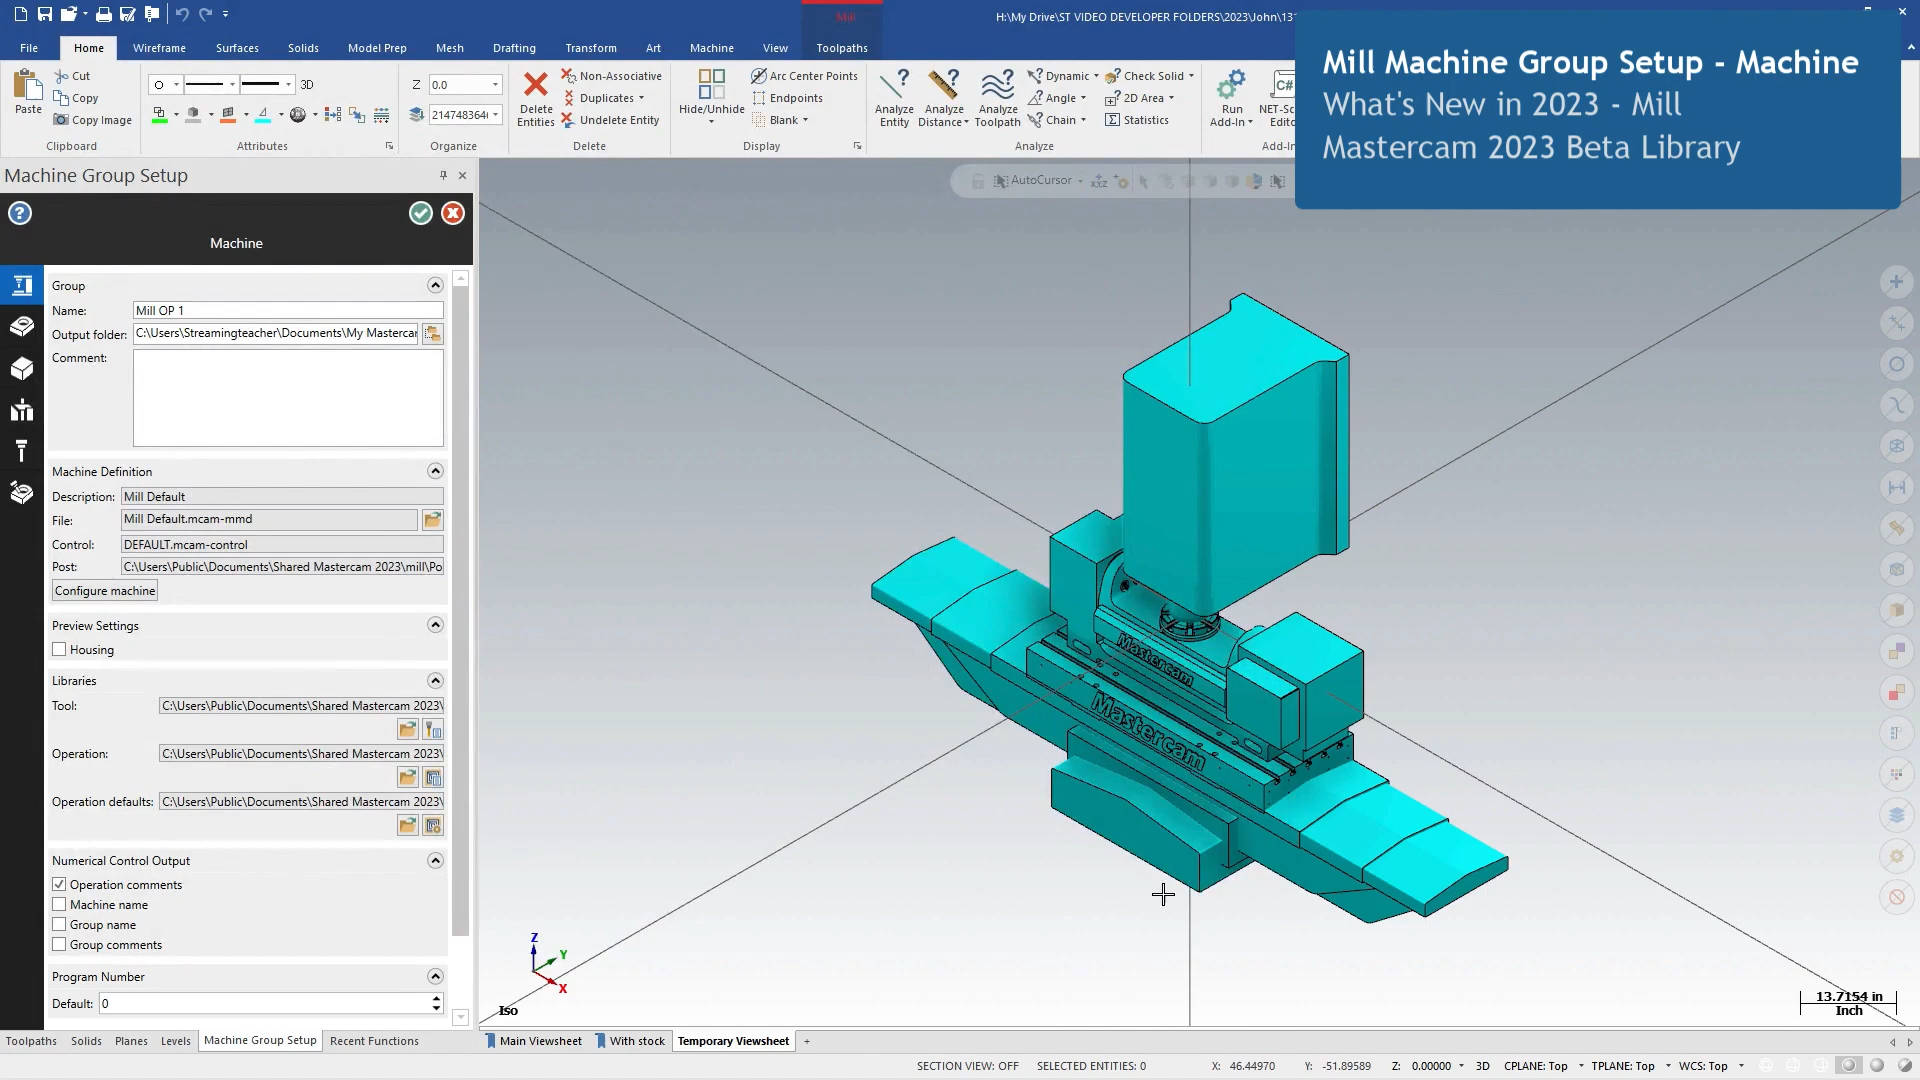 Mill
H:\My Drive\ST VIDEO DEVELOPER FOLDERS\2023\John\13
Mill Machine Group Setup - Machine
What's New in 2023 - Mill
Mastercam 2023 Beta Library
File Home Wireframe Surfaces Solids Model Prep Mesh Drafting Transform Art Machine View Toolpaths
Paste
Cut
Copy
Copy Image
Clipboard
3D
Attributes
Z 0.0
Organize
Delete Entities
Non-Associative
Duplicates
Undelete Entity
Delete
Hide/Unhide
Arc Center Points
Endpoints
Blank
Display
Analyze Entity
Analyze Distance
Analyze Toolpath
Dynamic
Angle
Chain
Check Solid
2D Area
Statistics
Analyze
Run Add-In
Machine Group Setup
AutoCursor
Machine
Group
Name: Mill OP 1
Output folder: C:\Users\Streamingteacher\Documents\My Masterca
Comment:
Machine Definition
Description: Mill Default
File: Mill Default.mcam-mmd
Control: DEFAULT.mcam-control
Post: C:\Users\Public\Documents\Shared Mastercam 2023\mill\Po
Configure machine
Preview Settings
Housing
Libraries
Tool: C:\Users\Public\Documents\Shared Mastercam 2023\
Operation: C:\Users\Public\Documents\Shared Mastercam 2023\
Operation defaults: C:\Users\Public\Documents\Shared Mastercam 2023\
Numerical Control Output
Operation comments
Machine name
Group name
Group comments
Program Number
Default: 0
Mastercam
Mastercam
Z
Y
X
Iso
13.7154 in
Inch
Toolpaths Solids Planes Levels Machine Group Setup Recent Functions
Main Viewsheet With stock Temporary Viewsheet +
SECTION VIEW: OFF SELECTED ENTITIES: 0 X: 46.44970 Y: -51.89589 Z: 0.00000 3D CPLANE: Top TPLANE: Top WCS: Top